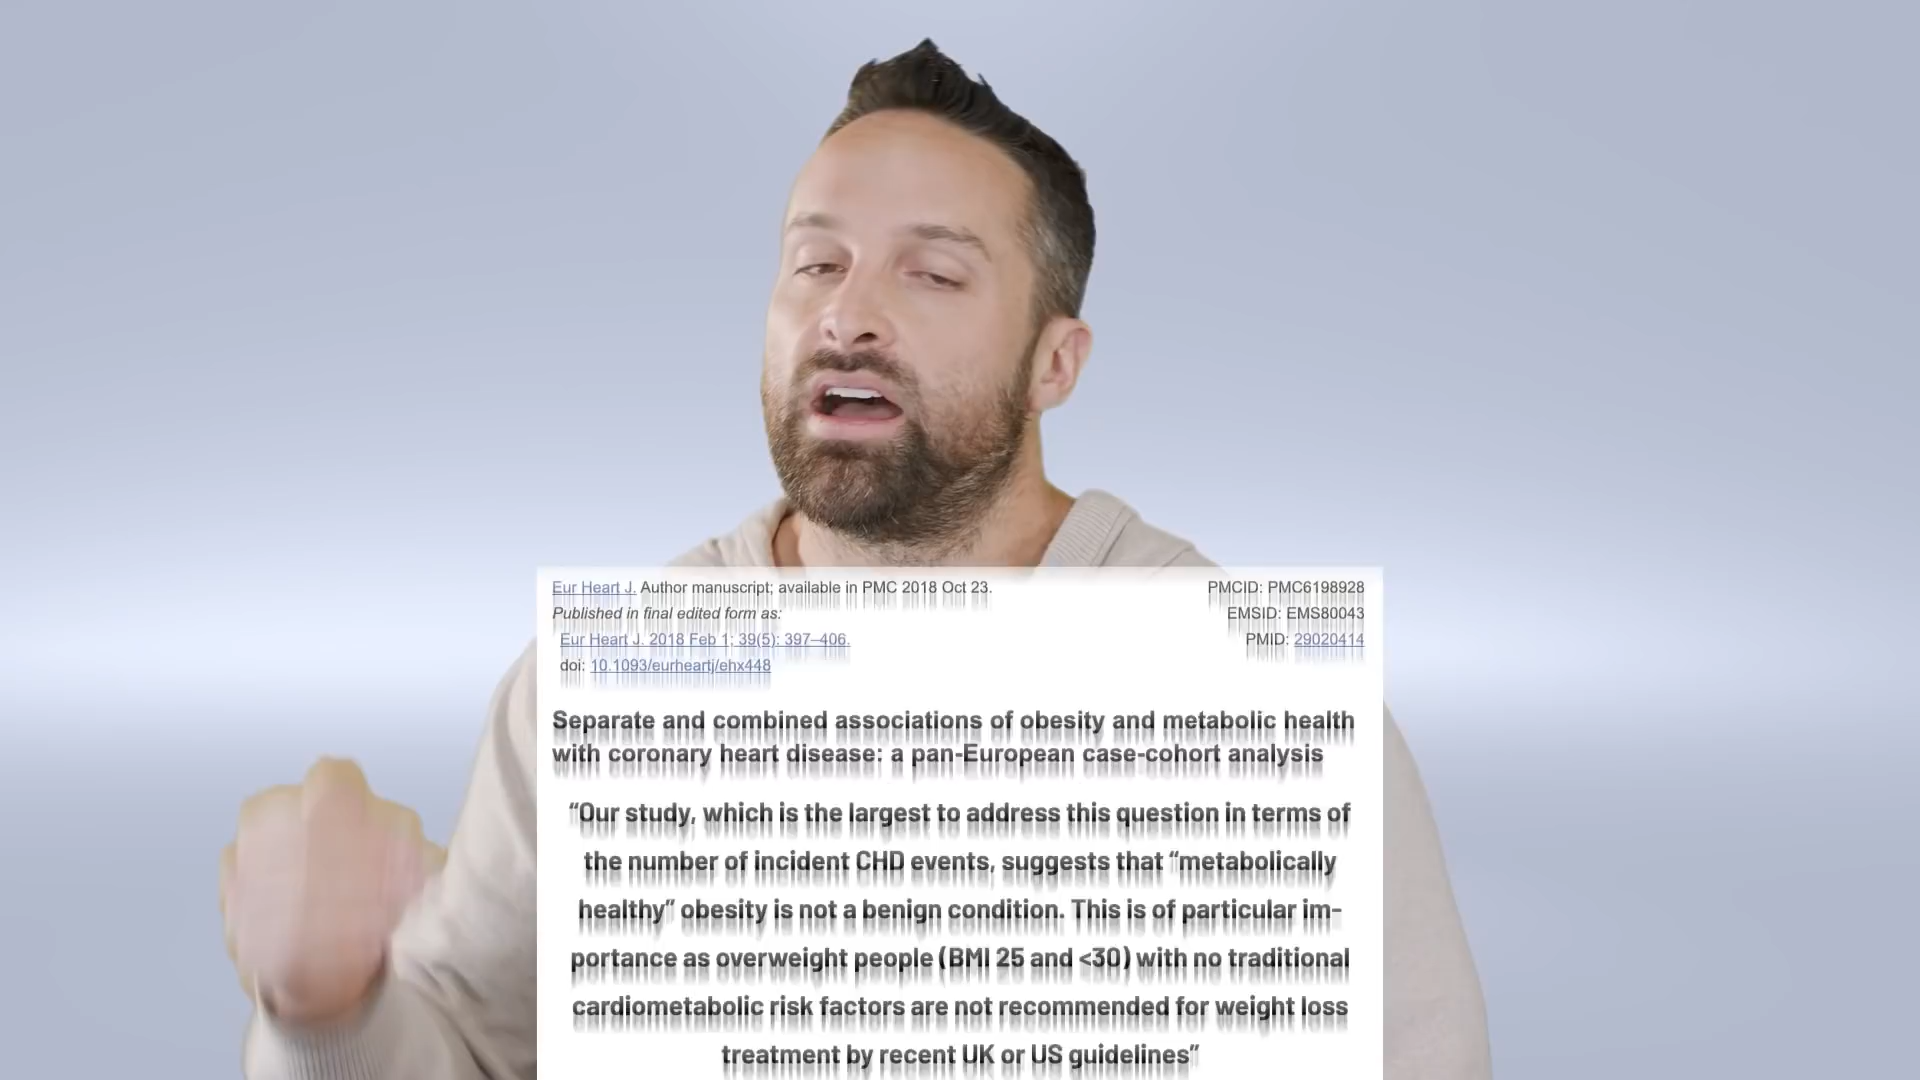 Eur Heart J. Author manuscript; available in PMC 2018 Oct 23. PMCID: PMC6198928
Published in final edited form as: EMSID: EMS80043
Eur Heart J. 2018 Feb 1; 39(5): 397–406. PMID: 29020414
doi: 10.1093/eurheartj/ehx448
Separate and combined associations of obesity and metabolic health
with coronary heart disease: a pan-European case-cohort analysis
“Our study, which is the largest to address this question in terms of
the number of incident CHD events, suggests that “metabolically
healthy” obesity is not a benign condition. This is of particular im-
portance as overweight people (BMI 25 and <30) with no traditional
cardiometabolic risk factors are not recommended for weight loss
treatment by recent UK or US guidelines”